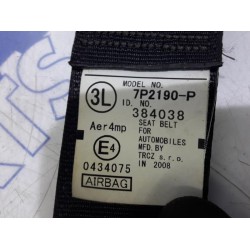 MODEL NO.
3L 7P2190-P
ID. NO.
384038
Aer4mp
SEAT BELT
FOR
AUTOMOBILES
E4
MFD. BY
TRCZ s.r.o.
0434075
IN 2008
AIRBAG